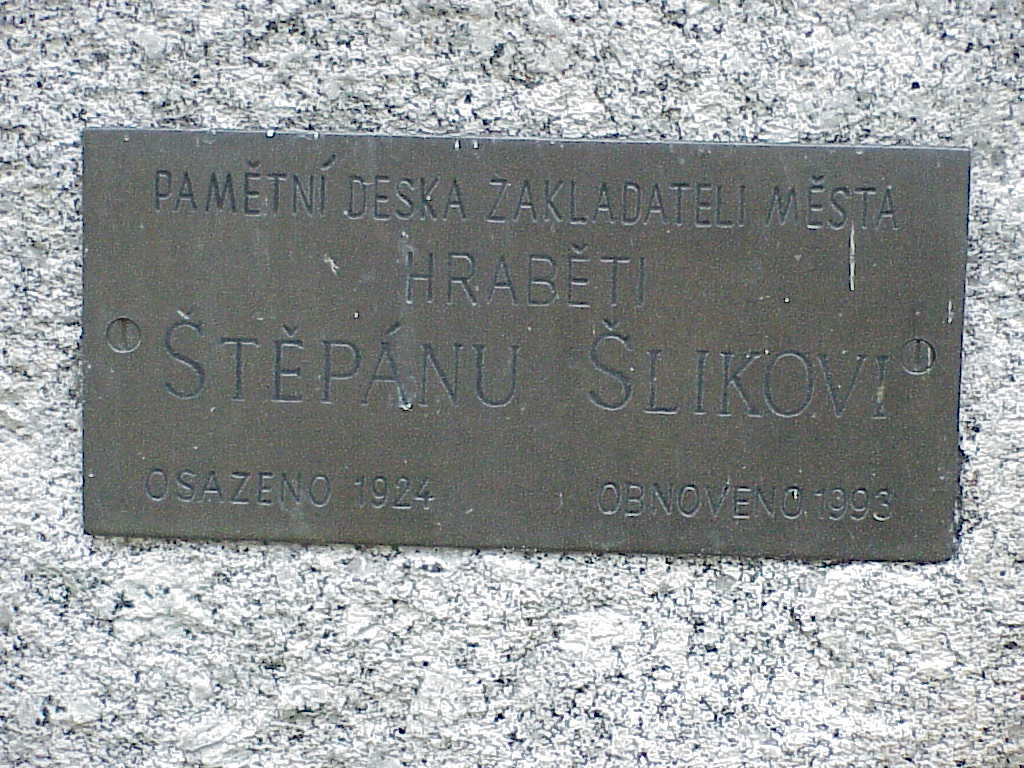 PAMĚTNÍ DESKA ZAKLADATELI MĚSTA
HRABĚTI
ŠTĚPÁNU ŠLIKOVI
OSAZENO 1924 OBNOVENO 1993